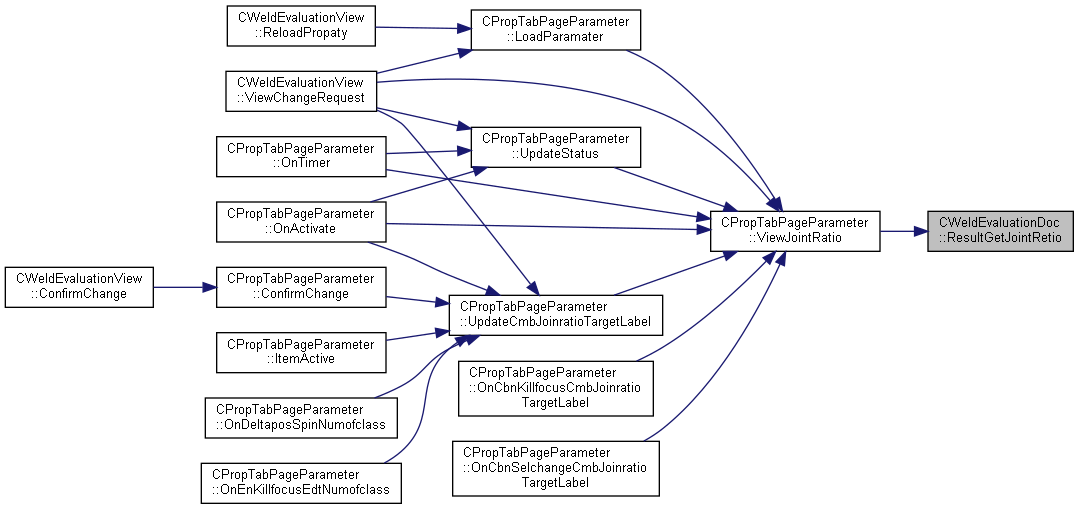 CWeldEvaluationView
::ReloadPropaty
CPropTabPageParameter
::LoadParamater
CWeldEvaluationView
::ViewChangeRequest
CPropTabPageParameter
::UpdateStatus
CPropTabPageParameter
::OnTimer
CPropTabPageParameter
::OnActivate
CPropTabPageParameter
::ViewJointRatio
CWeldEvaluationDoc
::ResultGetJointRetio
CWeldEvaluationView
::ConfirmChange
CPropTabPageParameter
::ConfirmChange
CPropTabPageParameter
::UpdateCmbJoinratioTargetLabel
CPropTabPageParameter
::ItemActive
CPropTabPageParameter
::OnCbnKillfocusCmbJoinratio
TargetLabel
CPropTabPageParameter
::OnDeltaposSpinNumofclass
CPropTabPageParameter
::OnCbnSelchangeCmbJoinratio
TargetLabel
CPropTabPageParameter
::OnEnKillfocusEdtNumofclass